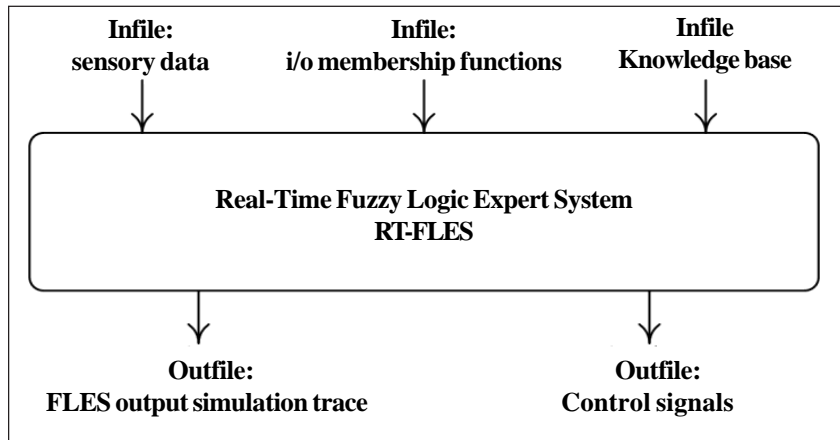 Infile:
sensory data
Infile:
i/o membership functions
Infile
Knowledge base
Real-Time Fuzzy Logic Expert System
RT-FLES
Outfile:
FLES output simulation trace
Outfile:
Control signals